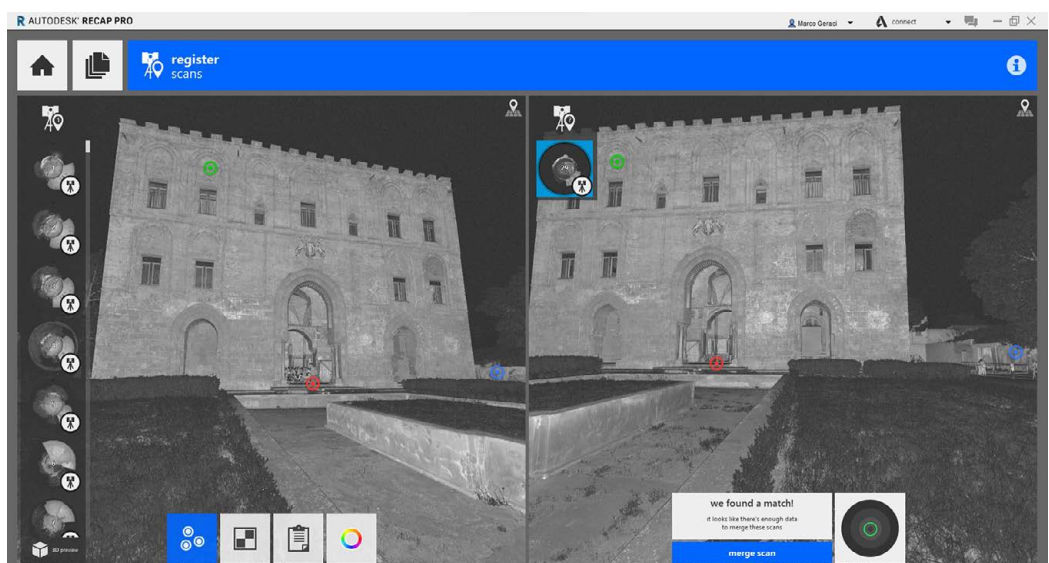 R AUTODESK® RECAP PRO
Marco Geraci
connect
register
scans
3D preview
we found a match!
it looks like there's enough data
to merge these scans
merge scan